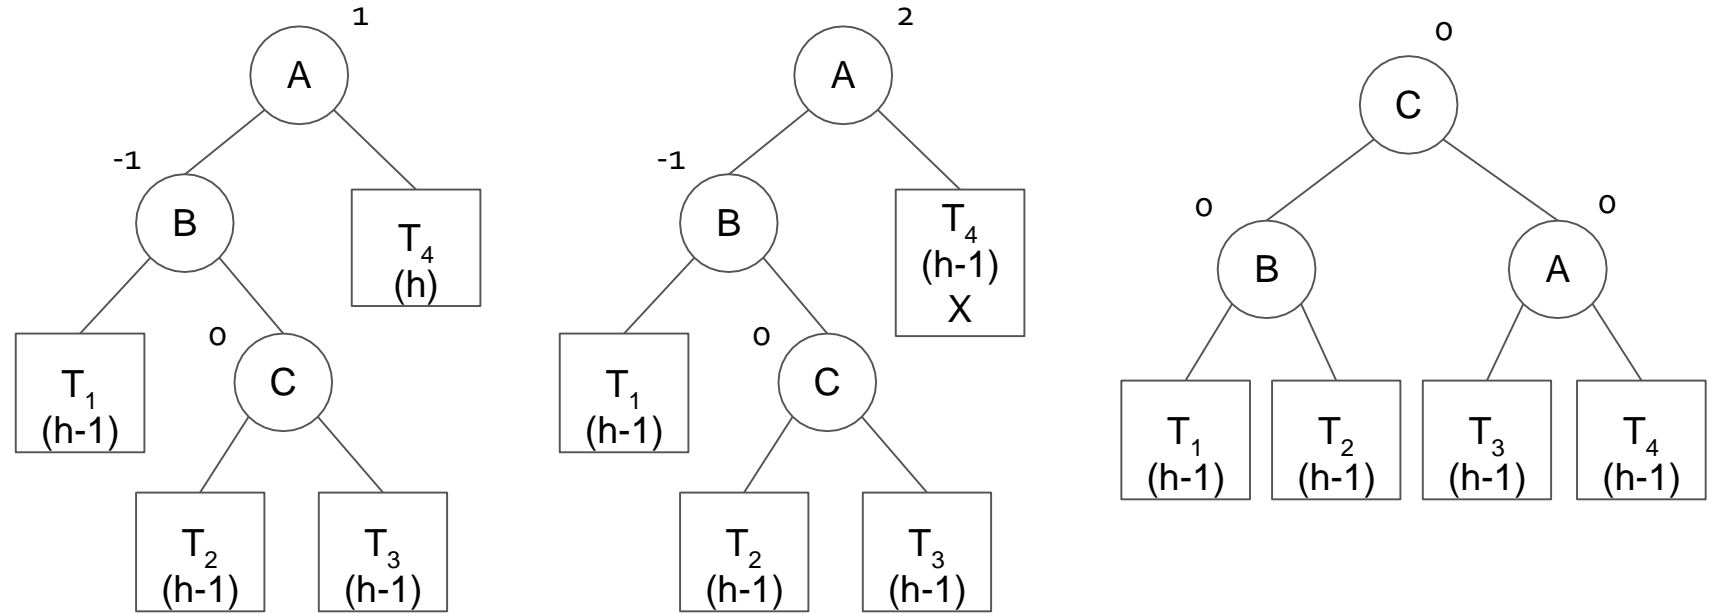 1
A
-1
B
T4
(h)
0
T1
(h-1)
C
T2
(h-1)
T3
(h-1)
2
A
-1
B
T4
(h-1)
X
0
T1
(h-1)
C
T2
(h-1)
T3
(h-1)
0
C
0
B
0
A
T1
(h-1)
T2
(h-1)
T3
(h-1)
T4
(h-1)